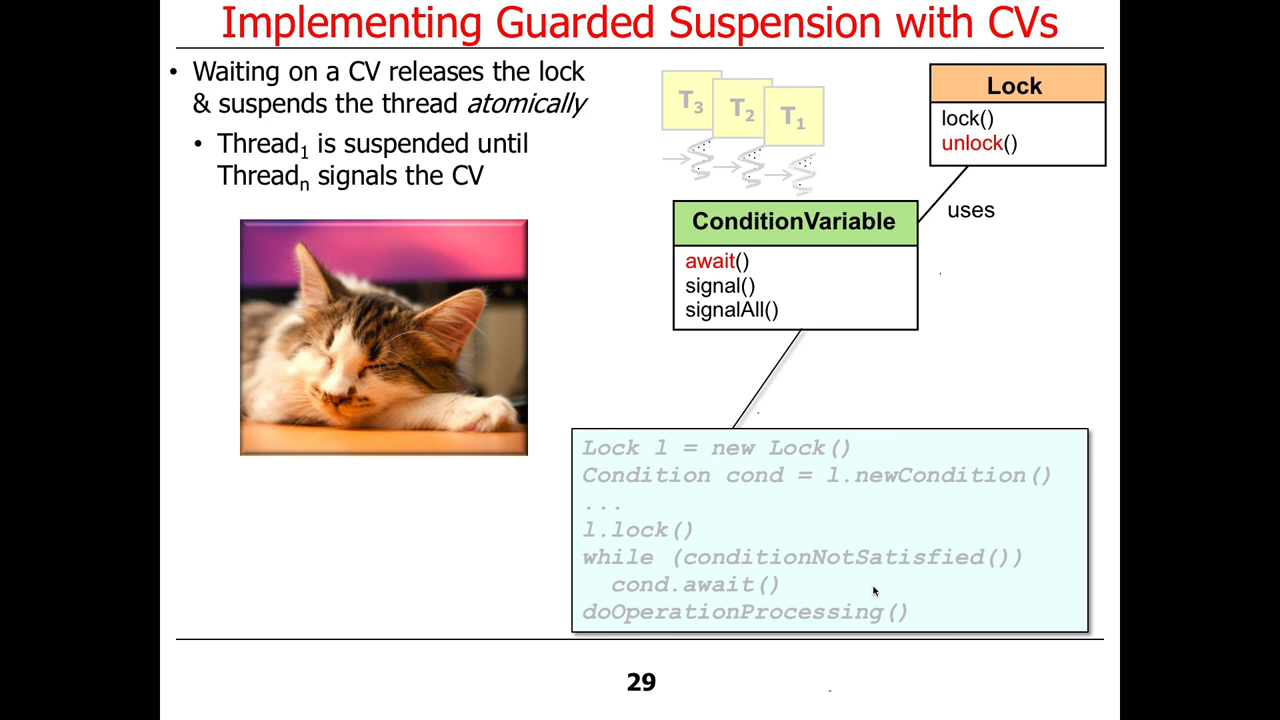 Implementing Guarded Suspension with CVs
• Waiting on a CV releases the lock
& suspends the thread atomically
• Thread1 is suspended until
Threadn signals the CV
T3
T2
T1
Lock
lock()
unlock()
uses
ConditionVariable
await()
signal()
signalAll()
Lock l = new Lock()
Condition cond = l.newCondition()
...
l.lock()
while (conditionNotSatisfied())
cond.await()
doOperationProcessing()
29